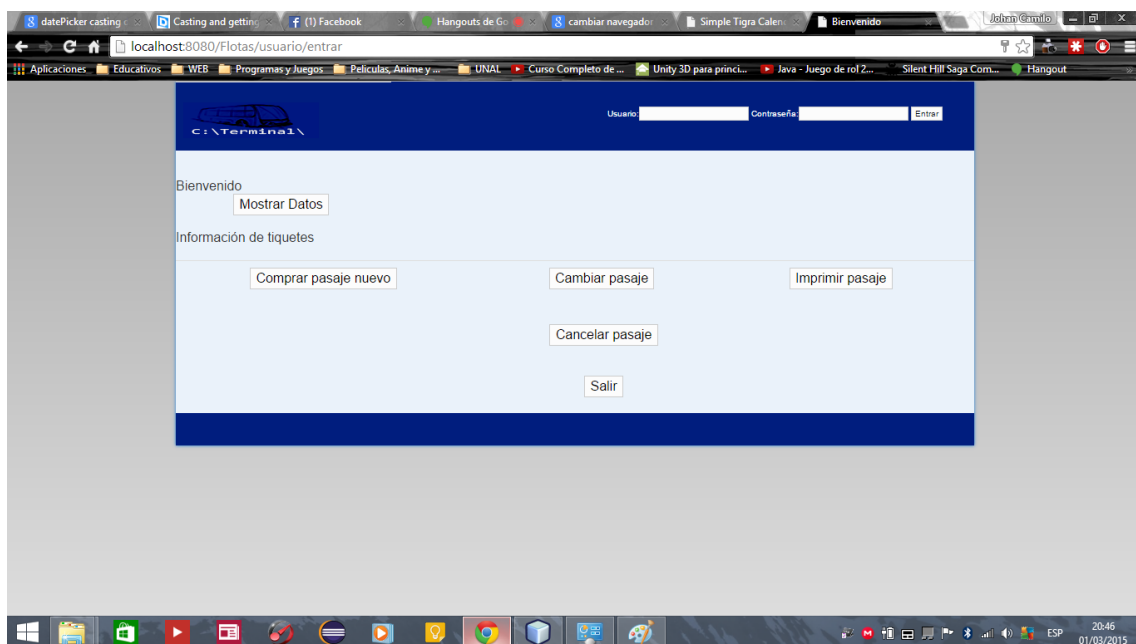 datePicker casting c
Casting and getting
(1) Facebook
Hangouts de Go
cambiar navegador
Simple Tigra Calen
Bienvenido
Johan Camilo
localhost:8080/Flotas/usuario/entrar
Aplicaciones
Educativos
WEB
Programas y Juegos
Peliculas, Anime y ...
UNAL
Curso Completo de ...
Unity 3D para princi...
Java - Juego de rol 2...
Silent Hill Saga Com...
Hangout
C:\Terminal\
Usuario:
Contraseña:
Entrar
Bienvenido
Mostrar Datos
Información de tiquetes
Comprar pasaje nuevo
Cambiar pasaje
Imprimir pasaje
Cancelar pasaje
Salir
ESP
20:46
01/03/2015